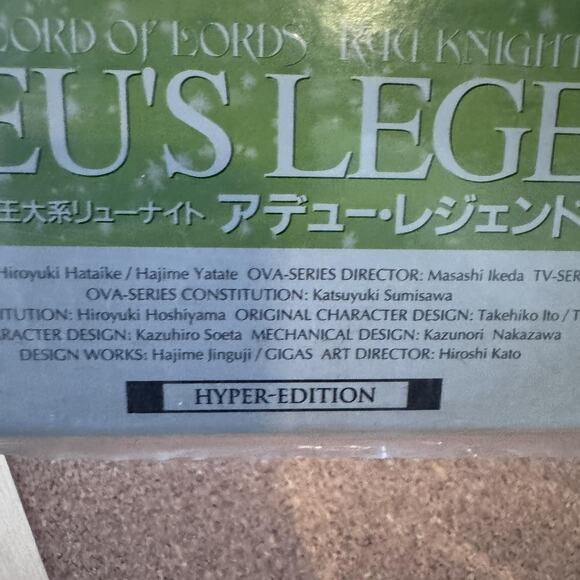 LORD OF LORDS RYU KNIGHT
EU'S LEGE
王大系リューナイト アデュー・レジェンド
Hiroyuki Hataike / Hajime Yatate OVA-SERIES DIRECTOR: Masashi Ikeda TV-SER
OVA-SERIES CONSTITUTION: Katsuyuki Sumisawa
TITUTION: Hiroyuki Hoshiyama ORIGINAL CHARACTER DESIGN: Takehiko Ito / T
ARACTER DESIGN: Kazuhiro Soeta MECHANICAL DESIGN: Kazunori Nakazawa
DESIGN WORKS: Hajime Jinguji / GIGAS ART DIRECTOR: Hiroshi Kato
HYPER-EDITION